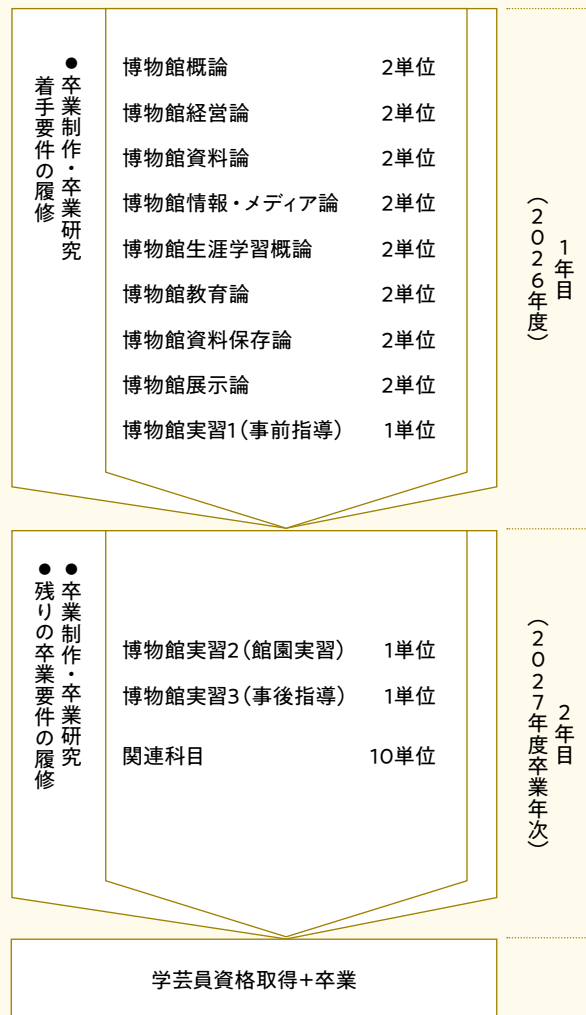 ●卒業制作・卒業研究
着手要件の履修
博物館概論 2単位
博物館経営論 2単位
博物館資料論 2単位
博物館情報・メディア論 2単位
博物館生涯学習概論 2単位
博物館教育論 2単位
博物館資料保存論 2単位
博物館展示論 2単位
博物館実習1(事前指導) 1単位
1年目
(2026年度)
●卒業制作・卒業研究
●残りの卒業要件の履修
博物館実習2(館園実習) 1単位
博物館実習3(事後指導) 1単位
関連科目 10単位
2年目
(2027年度卒業年次)
学芸員資格取得+卒業